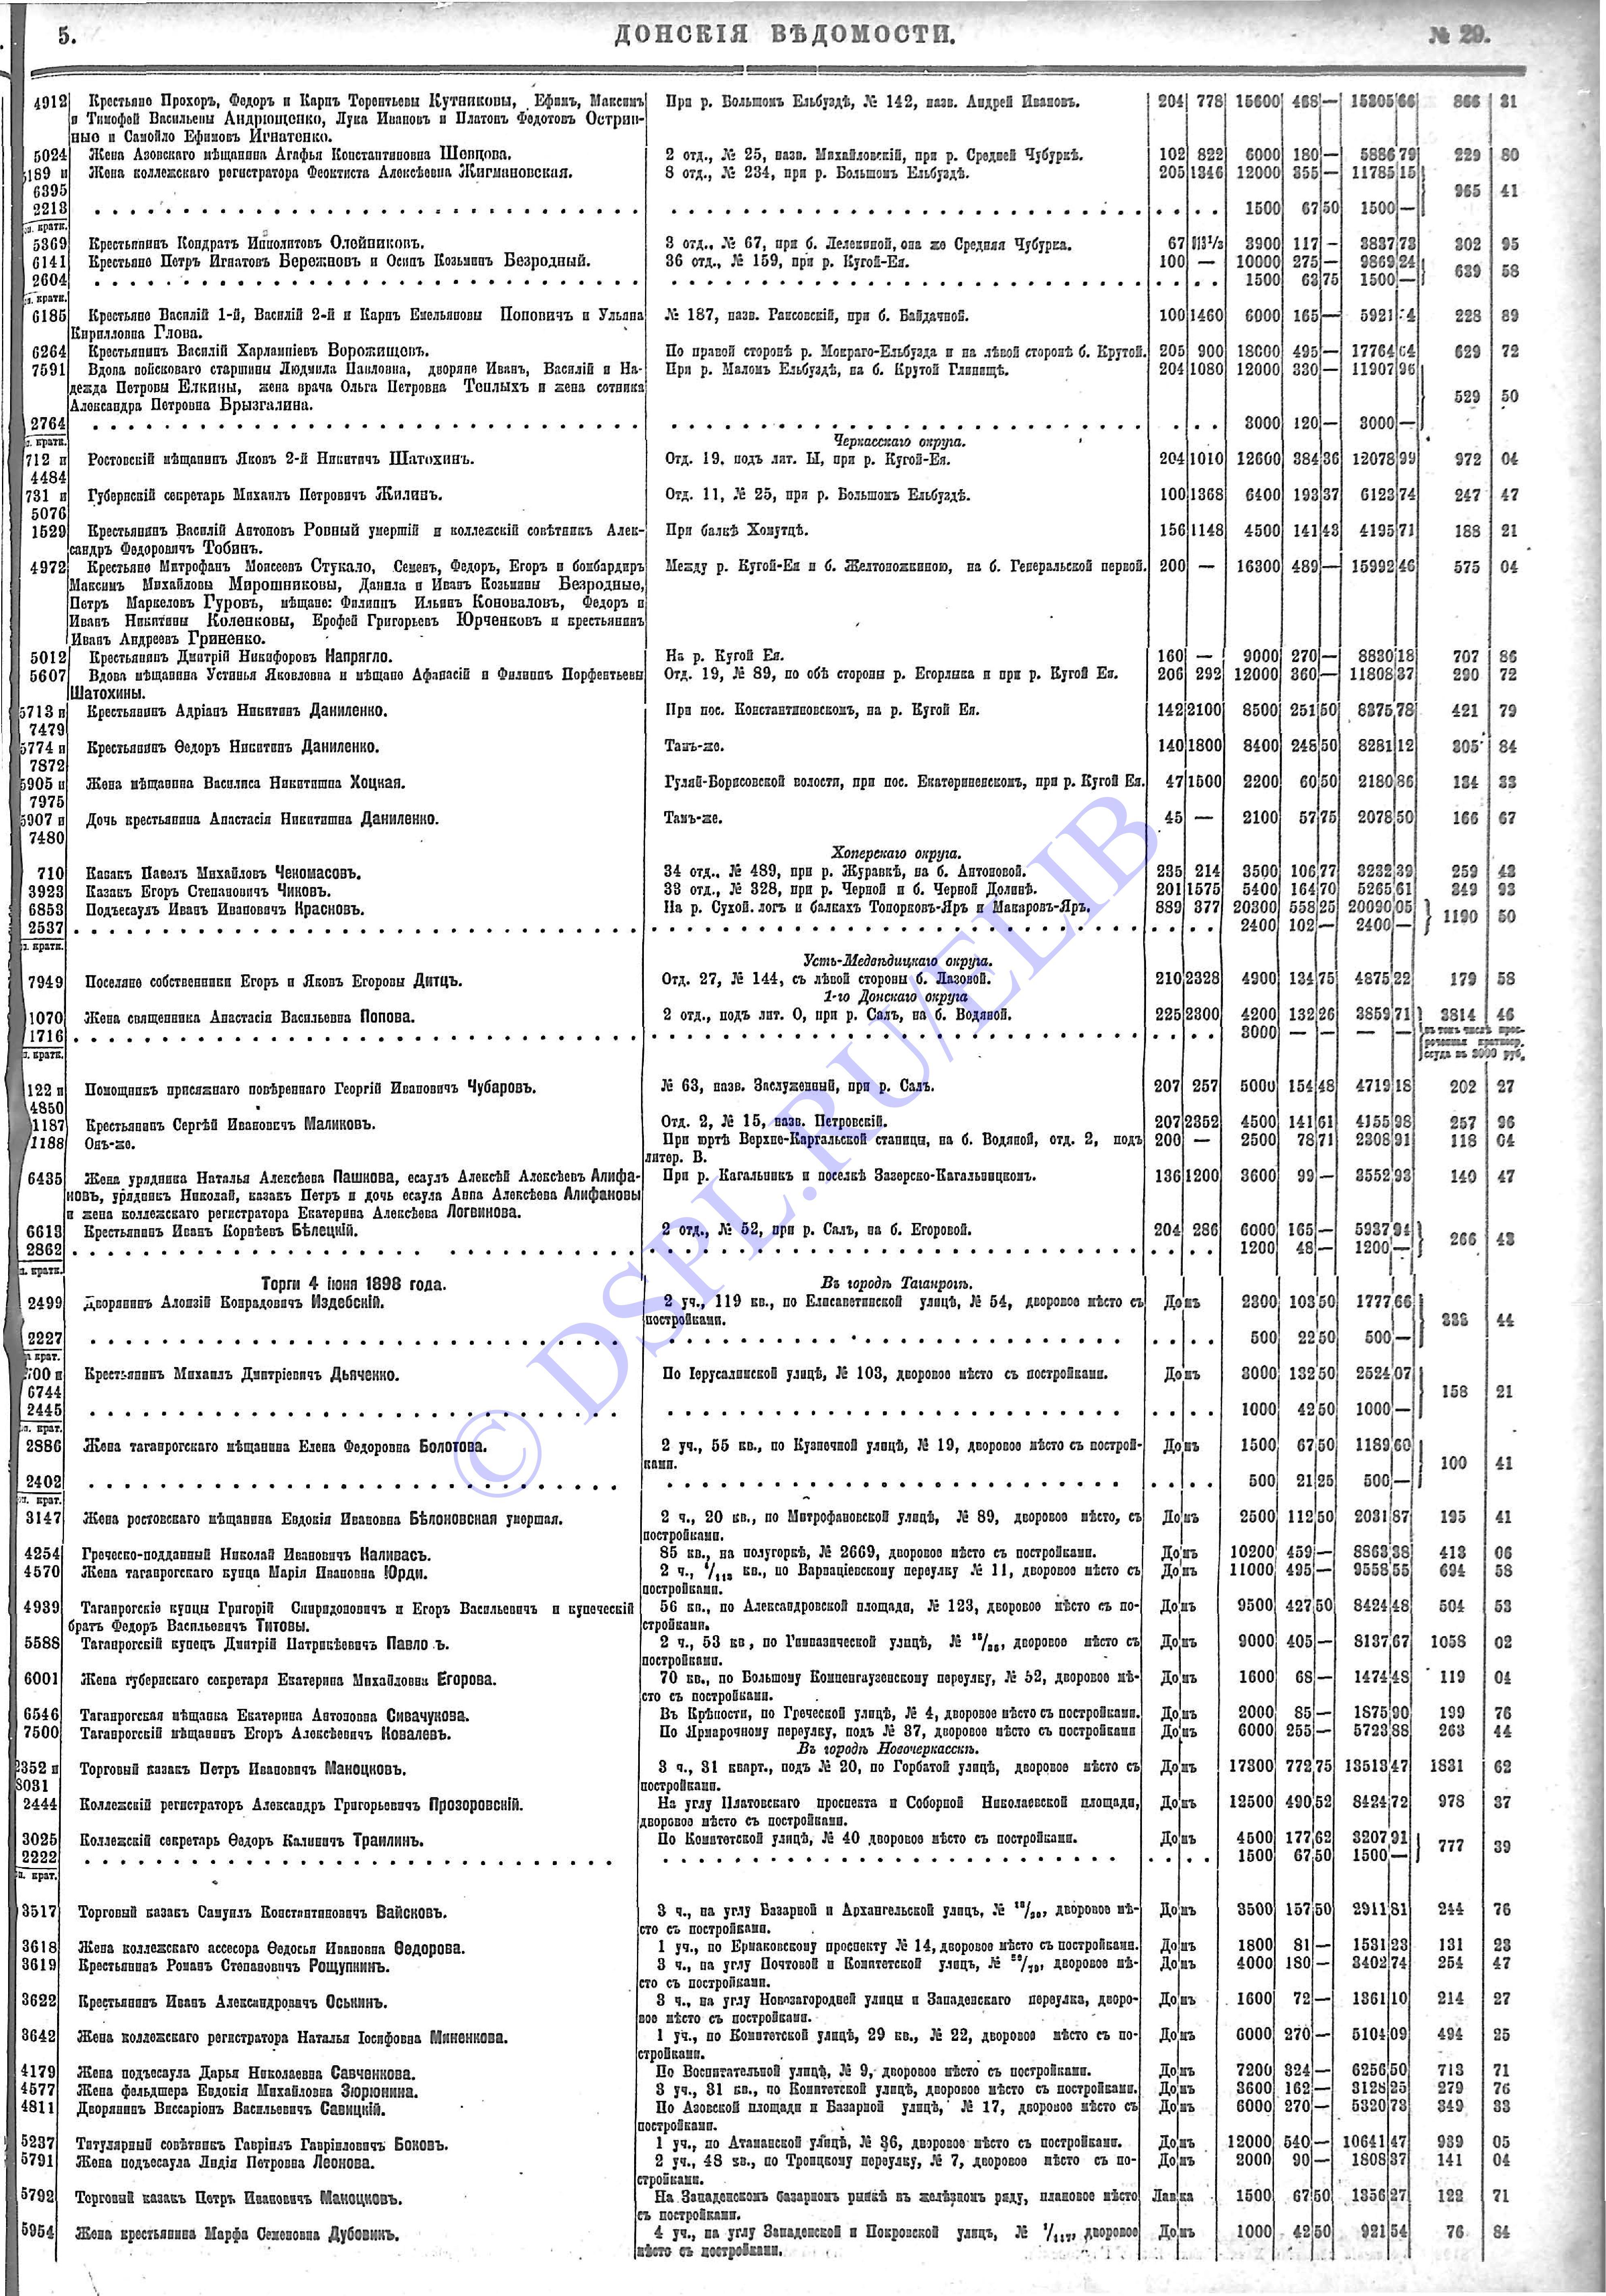 5. ДОНСКІЯ ВѢДОМОСТИ. № 29.
4912 Крестьяне Прохоръ, Федоръ и Карпъ Терентьевы Кутниковы, Ефимъ, Максимъ При р. Большомъ Ельбуздѣ, № 142, назв. Андрей Ивановъ. 204 778 15600 468 — 15305 66 866 31
и Тимофей Васильевы Андрющенко, Лука Ивановъ и Платонъ Федотовъ Острин-
ные и Самойло Ефимовъ Игнатенко.
5024 Жена Азовскаго мѣщанина Агафья Константиновна Шевцова. 2 отд., № 25, назв. Михайловскій, при р. Средней Чубуркѣ. 102 822 6000 180 — 5886 79 229 80
5189 и Жена коллежскаго регистратора Феоктиста Алексѣевна Жигмановская. 8 отд., № 234, при р. Большомъ Ельбуздѣ. 205 1346 12000 355 — 11785 15 965 41
6395
2213 1500 67 50 1500 —
кратк.
5369 Крестьянинъ Кондратъ Ипполитовъ Олейниковъ. 3 отд., № 67, при б. Делекиной, она же Средняя Чубурка. 67 3900 117 — 3837 73 302 95
6141 Крестьяне Петръ Игнатовъ Бережновъ и Осипъ Козьминъ Безродный. 36 отд., № 159, при р. Кугой-Ея. 100 — 10000 275 — 9869 24 639 58
2604 1500 63 75 1500 —
кратк.
6185 Крестьяне Василій 1-й, Василій 2-й и Карпъ Емельяновы Поповичъ и Ульяна № 187, назв. Раисовскій, при б. Байдачной. 100 1460 6000 165 — 5921 228 89
Кирилловна Глова.
6264 Крестьянинъ Василій Харлампіевъ Ворожищевъ. По правой сторонѣ р. Мокраго-Ельбузда и на лѣвой сторонѣ б. Крутой. 205 900 18000 495 — 17764 64 629 72
7591 Вдова войсковаго старшины Людмила Павловна, дворяне Иванъ, Василій и На- При р. Маломъ Ельбуздѣ, на б. Крутой Глинищѣ. 204 1080 12000 330 — 11907 96
дежда Петровы Елкины, жена врача Ольга Петровна Теплыхъ и жена сотника 529 50
Александра Петровна Брызгалина.
2764 3000 120 — 3000 —
кратк. Черкасскаго округа.
712 и Ростовскій мѣщанинъ Яковъ 2-й Никитичъ Шатохинъ. Отд. 19, подъ лит. Ы, при р. Кугой-Ея. 204 1010 12600 384 36 12078 99 972 04
4484
731 и Губернскій секретарь Михаилъ Петровичъ Жилинъ. Отд. 11, № 25, при р. Большомъ Ельбуздѣ. 100 1368 6400 193 37 6123 74 247 47
5076
1529 Крестьянинъ Василій Антоновъ Ровный умершій и коллежскій совѣтникъ Алек- При балкѣ Хомутцѣ. 156 1148 4500 141 43 4195 71 188 21
сандръ Федоровичъ Тобинъ.
4972 Крестьяне Митрофанъ Моисеевъ Стукало, Семенъ, Федоръ, Егоръ и бомбардиръ Между р. Кугой-Ея и б. Желтоножкиною, на б. Генеральской первой. 200 — 16300 489 — 15992 46 575 04
Максимъ Михайловы Мирошниковы, Данила и Иванъ Козьмины Безродные,
Петръ Маркеловъ Гуровъ, мѣщане: Филиппъ Ильинъ Коноваловъ, Федоръ и
Иванъ Никитины Коленковы, Ерофей Григорьевъ Юрченковъ и крестьянинъ
Иванъ Андреевъ Гриненко.
5012 Крестьянинъ Дмитрій Никифоровъ Напрягло. На р. Кугой Ея. 160 — 9000 270 — 8830 18 707 86
5607 Вдова мѣщанина Устинья Яковловна и мѣщане Афанасій и Филиппъ Порфентьевы Отд. 19, № 89, по обѣ стороны р. Егорлыка и при р. Кугой Ея. 206 292 12000 360 — 11808 37 290 72
Шатохины.
5713 и Крестьянинъ Адріанъ Никитинъ Даниленко. При пос. Константиновскомъ, на р. Кугой Ея. 142 2100 8500 251 50 8375 78 421 79
7479
5774 и Крестьянинъ Ѳедоръ Никитинъ Даниленко. Тамъ-же. 140 1800 8400 248 50 8281 12 305 84
7872
5905 и Жена мѣщанина Василиса Никитишна Хоцкая. Гуляй-Борисовской волости, при пос. Екатериненскомъ, при р. Кугой Ея. 47 1500 2200 60 50 2180 86 134 33
7975
5907 и Дочь крестьянина Анастасія Никитишна Даниленко. Тамъ-же. 45 — 2100 57 75 2078 50 166 67
7480
Хоперскаго округа.
710 Казакъ Павелъ Михайловъ Чекомасовъ. 34 отд., № 489, при р. Журавкѣ, на б. Антоновой. 235 214 3500 106 77 3232 39 259 43
3923 Казакъ Егоръ Степановичъ Чиковъ. 33 отд., № 328, при р. Черной и б. Черной Долинѣ. 201 1575 5400 164 70 5265 61 349 93
6853 Подъесаулъ Иванъ Ивановичъ Красновъ. На р. Сухой логъ и балкахъ Топорковъ-Яръ и Макаровъ-Яръ. 889 377 20300 558 25 20090 05 1190 50
2537 2400 102 — 2400 —
кратк.
Усть-Медвѣдицкаго округа.
7949 Поселяне собственники Егоръ и Яковъ Егоровы Дитцъ. Отд. 27, № 144, съ лѣвой стороны б. Лазовой. 210 2328 4900 134 75 4875 22 179 58
1-го Донскаго округа
1070 Жена священника Анастасія Васильевна Попова. 2 отд., подъ лит. О, при р. Салъ, на б. Водяной. 225 2300 4200 132 26 3859 71 3814 46
1716 3000 — — — — въ томъ числѣ прос-
кратк. роченная краткоср.
ссуда въ 3000 руб.
122 и Помощникъ присяжнаго повѣреннаго Георгій Ивановичъ Чубаровъ. № 63, назв. Заслуженный, при р. Салъ. 207 257 5000 154 48 4719 18 202 27
4850
1187 Крестьянинъ Сергѣй Ивановичъ Маликовъ. Отд. 2, № 15, назв. Петровскій. 207 2352 4500 141 61 4155 98 257 96
1188 Онъ-же. При юртѣ Верхне-Каргальской станицы, на б. Водяной, отд. 2, подъ 200 — 2500 78 71 2308 91 118 04
литер. В.
6435 Жена урядника Наталья Алексѣева Пашкова, есаулъ Алексѣй Алексѣевъ Алифа- При р. Кагальникъ и поселкѣ Зазерско-Кагальницкомъ. 136 1200 3600 99 — 3552 93 140 47
новъ, урядникъ Николай, казакъ Петръ и дочь есаула Анна Алексѣева Алифановы
и жена коллежскаго регистратора Екатерина Алексѣева Логвинова.
6613 Крестьянинъ Иванъ Корнѣевъ Бѣлецкій. 2 отд., № 52, при р. Салъ, на б. Егоровой. 204 286 6000 165 — 5937 94 266 43
2862 1200 48 — 1200 —
кратк.
Торги 4 іюня 1898 года. Въ городѣ Таганрогѣ.
2499 Дворянинъ Алоизій Конрадовичъ Издебскій. 2 уч., 119 кв., по Елисаветинской улицѣ, № 54, дворовое мѣсто съ Домъ 2300 103 50 1777 66 338 44
постройками.
2227 500 22 50 500 —
крат.
2700 и Крестьянинъ Михаилъ Дмитріевичъ Дьяченко. По Іерусалимской улицѣ, № 103, дворовое мѣсто съ постройками. Домъ 3000 132 50 2524 07 158 21
6744
2445 1000 42 50 1000 —
крат.
2886 Жена таганрогскаго мѣщанина Елена Федоровна Болотова. 2 уч., 55 кв., по Кузнечной улицѣ, № 19, дворовое мѣсто съ построй- Домъ 1500 67 50 1189 60 100 41
ками.
2402 500 21 25 500 —
крат.
3147 Жена ростовскаго мѣщанина Евдокія Ивановна Бѣлоковская умершая. 2 ч., 20 кв., по Митрофановской улицѣ, № 89, дворовое мѣсто, съ Домъ 2500 112 50 2031 87 195 41
постройками.
4254 Греческо-подданный Николай Ивановичъ Каливасъ. 85 кв., на полугоркѣ, № 2669, дворовое мѣсто съ постройками. Домъ 10200 459 — 8863 38 413 06
4570 Жена таганрогскаго купца Марія Ивановна Юрди. 2 ч., кв., по Варваціевскому переулку № 11, дворовое мѣсто съ Домъ 11000 495 — 9558 55 694 58
постройками.
4939 Таганрогскіе купцы Григорій Спиридоновичъ и Егоръ Васильевичъ и купеческій 56 кв., по Александровской площади, № 123, дворовое мѣсто съ по- Домъ 9500 427 50 8424 48 504 53
братъ Федоръ Васильевичъ Титовы. стройками.
5588 Таганрогскій купецъ Дмитрій Патрикѣевичъ 2 ч., 53 кв, по Гимназической улицѣ, № дворовое мѣсто съ Домъ 9000 405 — 8137 67 1058 02
постройками.
6001 Жена губернскаго секретаря Екатерина Михайловна Егорова. 70 кв., по Большому Кампенгаузенскому переулку, № 52, дворовое мѣ- Домъ 1600 68 — 1474 48 119 04
сто съ постройками.
6546 Таганрогская мѣщанка Екатерина Антоновна Сивачукова. Въ Крѣпости, по Греческой улицѣ, № 4, дворовое мѣсто съ постройками. Домъ 2000 85 — 1875 90 199 76
7500 Таганрогскій мѣщанинъ Егоръ Алексѣевичъ Ковалевъ. По Ярмарочному переулку, подъ № 37, дворовое мѣсто съ постройками Домъ 6000 255 — 5723 88 263 44
Въ городѣ Новочеркасскѣ.
2352 и Торговый казакъ Петръ Ивановичъ Маноцковъ. 3 ч., 31 кварт., подъ № 20, по Горбатой улицѣ, дворовое мѣсто съ Домъ 17300 772 75 13513 47 1831 62
8031 постройками.
2444 Коллежскій регистраторъ Александръ Григорьевичъ Прозоровскій. На углу Платовскаго проспекта и Соборной Николаевской площади, Домъ 12500 490 52 8424 72 978 37
дворовое мѣсто съ постройками.
3025 Коллежскій секретарь Ѳедоръ Калиничъ Траилинъ. По Комитетской улицѣ, № 40 дворовое мѣсто съ постройками. Домъ 4500 177 62 3207 91 777 39
2222 1500 67 50 1500 —
крат.
3517 Торговый казакъ Самуилъ Константиновичъ Вайсковъ. 3 ч., на углу Базарной и Архангельской улицъ, № дворовое мѣ- Домъ 3500 157 50 2911 81 244 76
сто съ постройками.
3618 Жена коллежскаго ассесора Ѳедосья Ивановна Ѳедорова. 1 уч., по Ермаковскому проспекту № 14, дворовое мѣсто съ постройками. Домъ 1800 81 — 1531 23 131 23
3619 Крестьянинъ Романъ Степановичъ Рощупкинъ. 3 ч., на углу Почтовой и Комитетской улицъ, № дворовое мѣ- Домъ 4000 180 — 3402 74 254 47
сто съ постройками.
3622 Крестьянинъ Иванъ Александровичъ Оськинъ. 3 ч., на углу Новозагородней улицы и Западенскаго переулка, дворо- Домъ 1600 72 — 1361 10 214 27
вое мѣсто съ постройками.
3642 Жена коллежскаго регистратора Наталья Іосифовна Миненкова. 1 уч., по Комитетской улицѣ, 29 кв., № 22, дворовое мѣсто съ по- Домъ 6000 270 — 5104 09 494 25
стройками.
4179 Жена подъесаула Дарья Николаевна Савченкова. По Воспитательной улицѣ, № 9, дворовое мѣсто съ постройками. Домъ 7200 324 — 6256 50 713 71
4577 Жена фельдшера Евдокія Михайловна Зюрюнина. 3 уч., 31 кв., по Комитетской улицѣ, дворовое мѣсто съ постройками. Домъ 3600 162 — 3128 25 279 76
4811 Дворянинъ Виссаріонъ Васильевичъ Савицкій. По Азовской площади и Базарной улицѣ, № 17, дворовое мѣсто съ Домъ 6000 270 — 5320 73 349 33
постройками.
5237 Титулярный совѣтникъ Гавріилъ Гавриловичъ Боковъ. 1 уч., по Атаманской улицѣ, № 36, дворовое мѣсто съ постройками. Домъ 12000 540 — 10641 47 939 05
5791 Жена подъесаула Лидія Петровна Леонова. 2 уч., 48 кв., по Троицкому переулку, № 7, дворовое мѣсто съ по- Домъ 2000 90 — 1808 37 141 04
стройками.
5792 Торговый казакъ Петръ Ивановичъ Маноцковъ. На Западенскомъ базарномъ рынкѣ въ желѣзномъ ряду, плановое мѣсто Лавка 1500 67 50 1356 27 122 71
съ постройками.
5954 Жена крестьянина Марфа Семеновна Дубовикъ. 4 уч., на углу Западенской и Покровской улицъ, № дворовое Домъ 1000 42 50 921 54 76 84
мѣсто съ постройками.
© DSPL.RU/ELIB